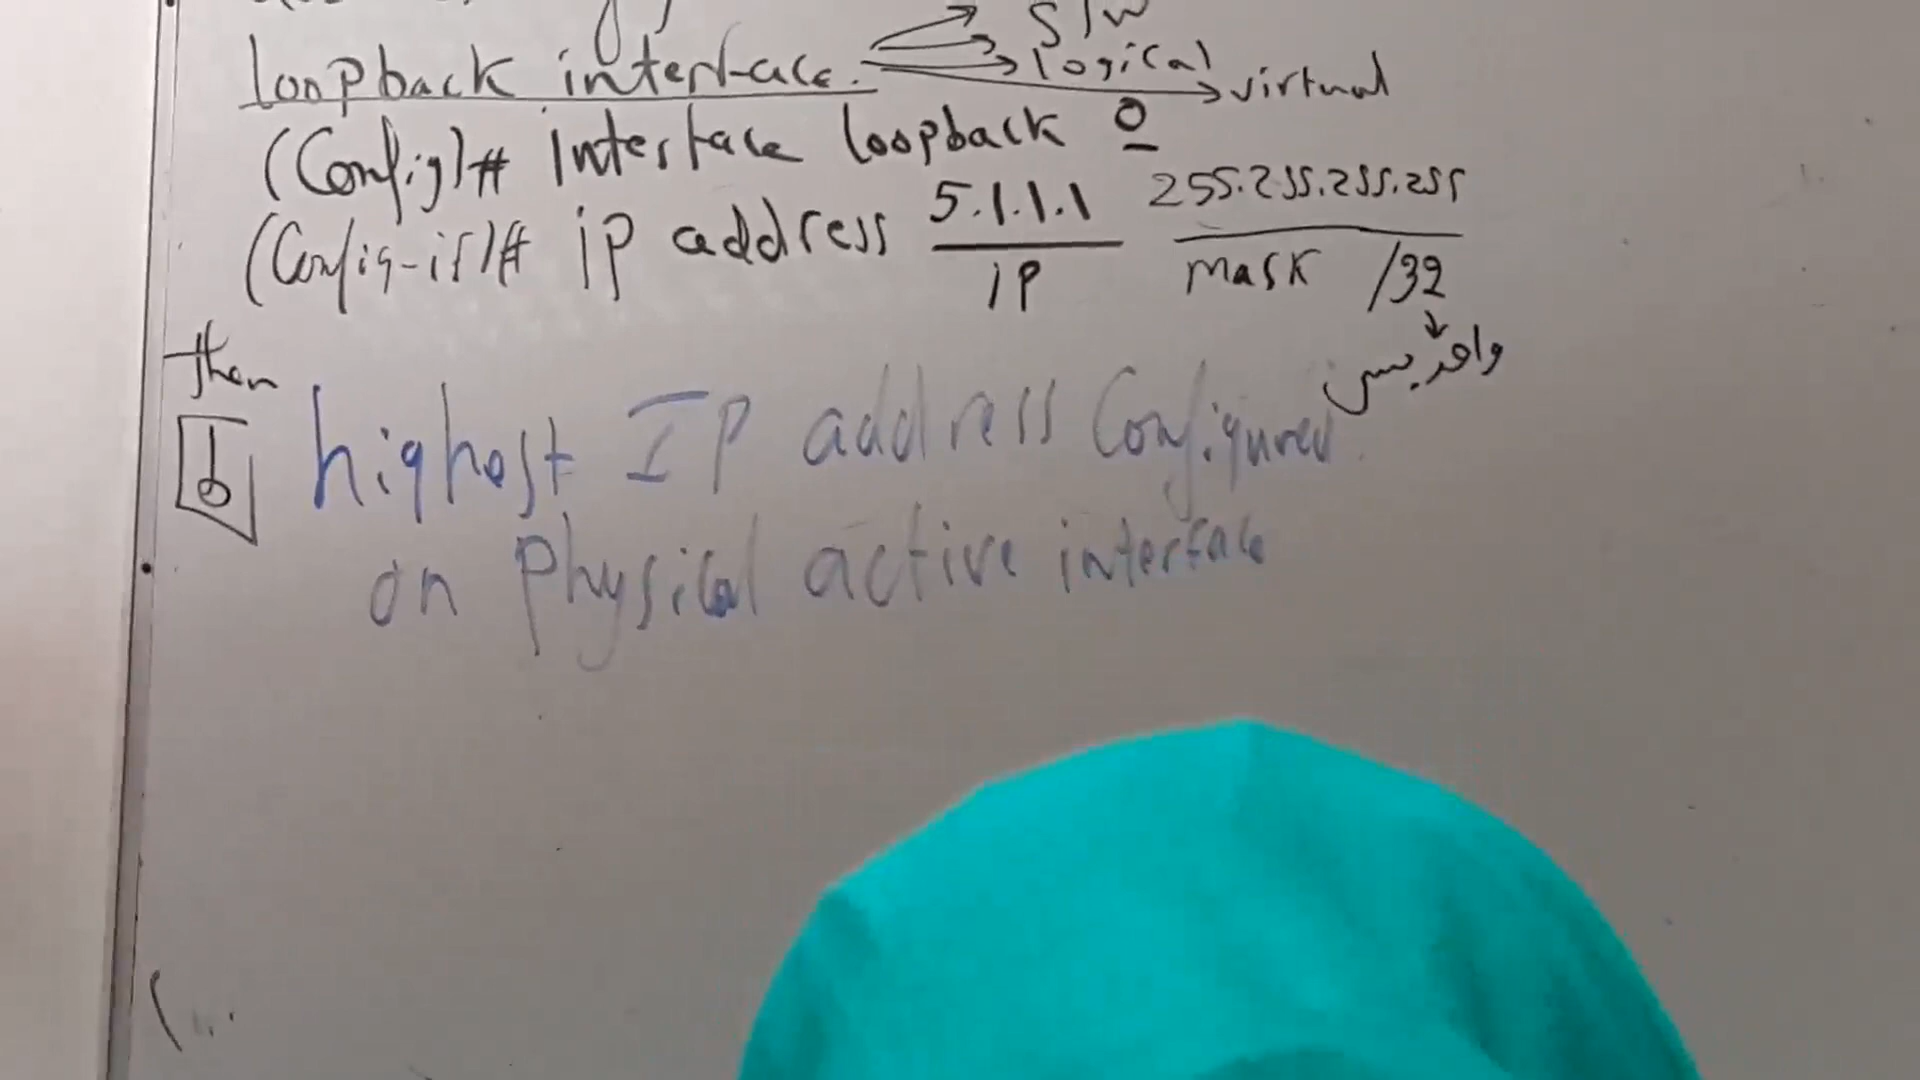 S/W
loopback interface. logical
virtual
(Config)# Interface loopback 0
(Config-if)# ip address 5.1.1.1 255.255.255.255
ip mask /32
واحد بس
then
highest IP address Configured
on Physical active interface